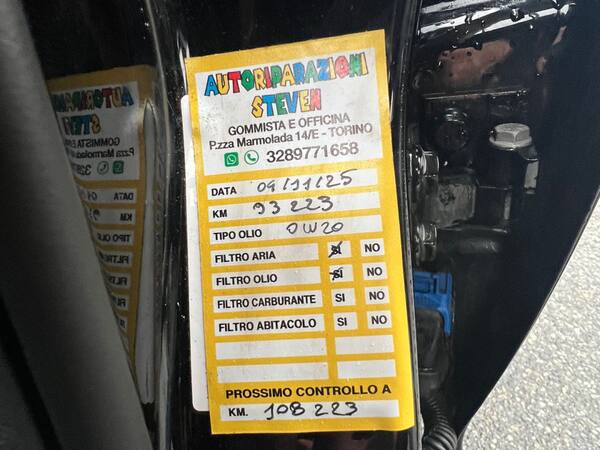 AUTORIPARAZIONI
STEVEN
GOMMISTA E OFFICINA
P.zza Marmolada 14/E - TORINO
3289771658
DATA 09/11/25
KM 93223
TIPO OLIO 0W20
FILTRO ARIA SI NO
FILTRO OLIO SI NO
FILTRO CARBURANTE SI NO
FILTRO ABITACOLO SI NO
PROSSIMO CONTROLLO A
KM. 108223